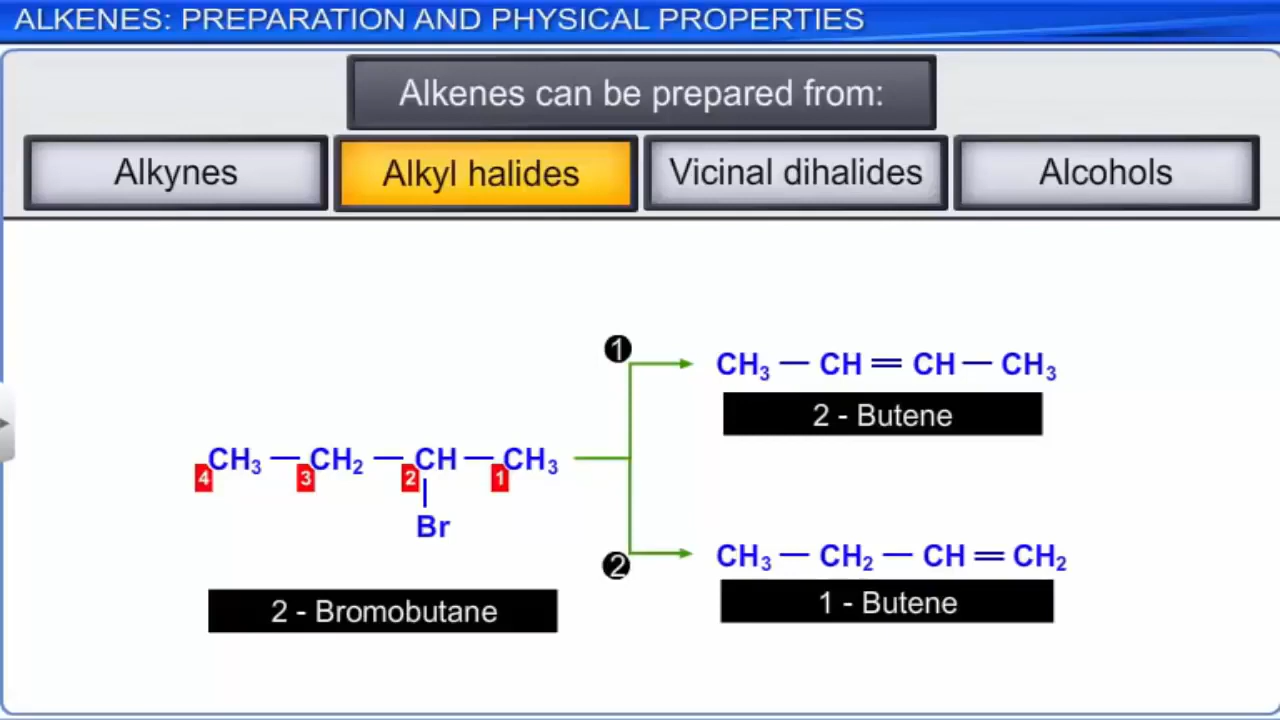 ALKENES: PREPARATION AND PHYSICAL PROPERTIES
Alkenes can be prepared from:
Alkynes
Alkyl halides
Vicinal dihalides
Alcohols
1
CH₃ — CH = CH — CH₃
2 - Butene
CH₃ — CH₂ — CH — CH₃
4 3 2 1
Br
2
CH₃ — CH₂ — CH = CH₂
2 - Bromobutane
1 - Butene